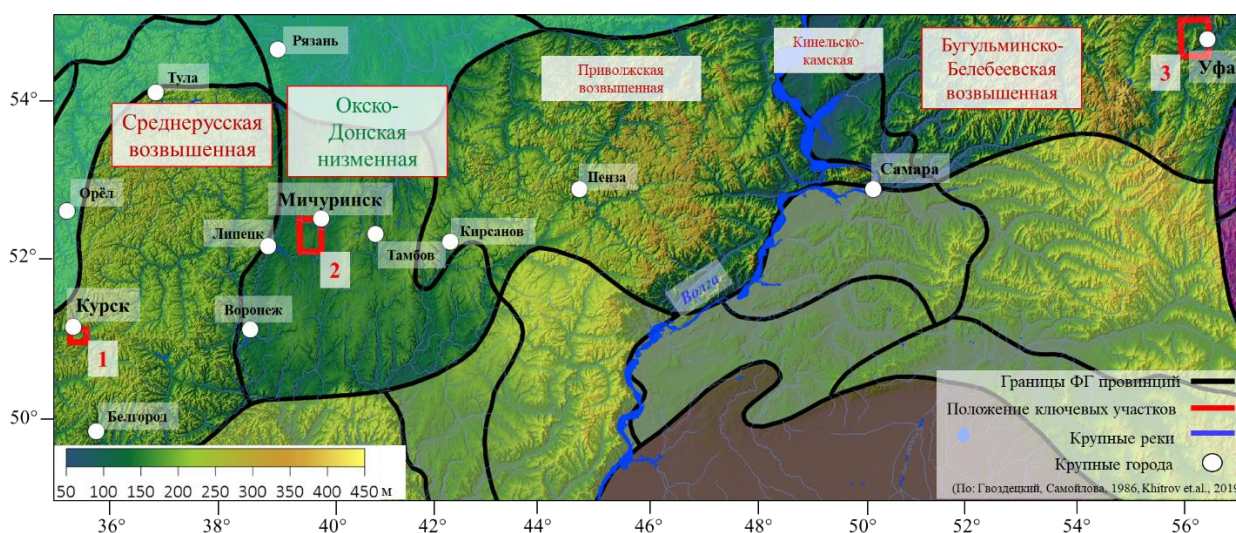 Рязань
Тула
54°
Среднерусская
возвышенная
Окско-
Донская
низменная
Приволжская
возвышенная
Кинельско-
камская
Бугульминско-
Белебеевская
возвышенная
3
Уфа
54°
Орёл
Мичуринск
Пенза
Самара
Липецк
2
Тамбов
Кирсанов
52°
52°
Курск
Воронеж
Волга
1
50°
Белгород
50°
Границы ФГ провинций
Положение ключевых участков
Крупные реки
Крупные города
(По: Гвоздецкий, Самойлова, 1986, Khitrov et.al., 2019
50 100 150 200 250 300 350 400 450 м
36° 38° 40° 42° 44° 46° 48° 50° 52° 54° 56°